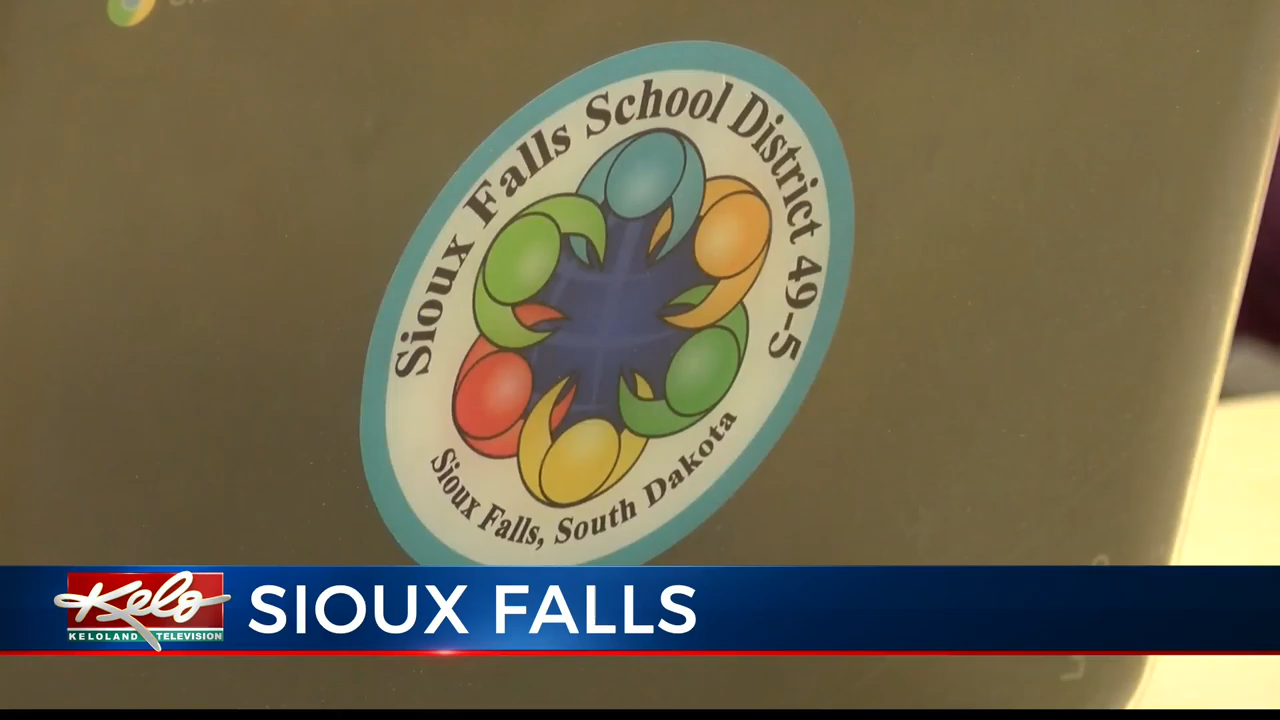 Sioux Falls School District 49-5
Sioux Falls, South Dakota
Kelo
KELOLAND TELEVISION
SIOUX FALLS